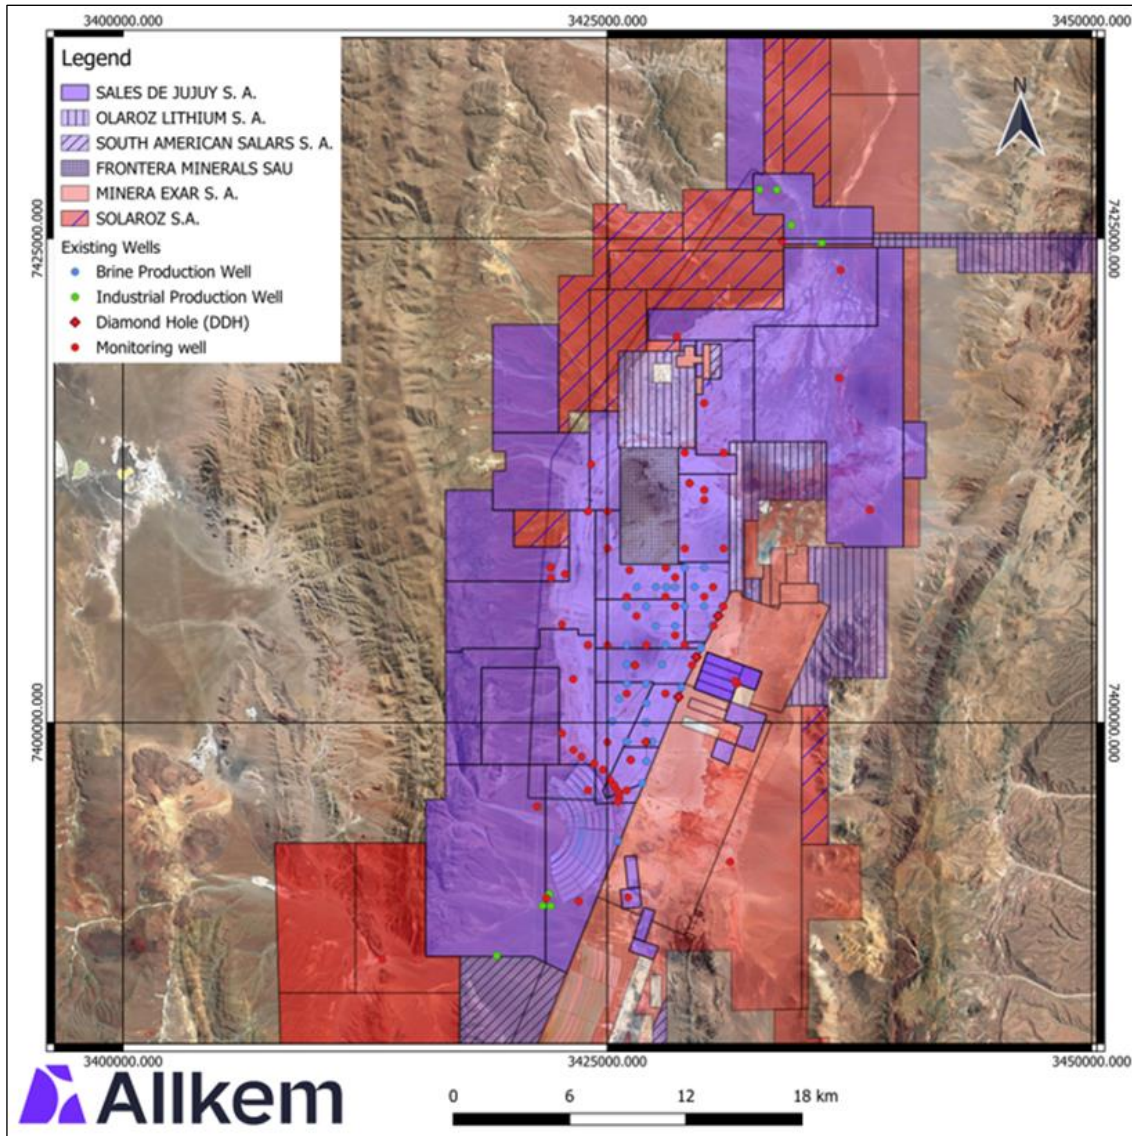 3400000.000 3425000.000 3450000.000
Legend
SALES DE JUJUY S. A.
OLAROZ LITHIUM S. A.
SOUTH AMERICAN SALARS S. A.
FRONTERA MINERALS SAU
MINERA EXAR S. A.
SOLAROZ S.A.
Existing Wells
Brine Production Well
Industrial Production Well
Diamond Hole (DDH)
Monitoring well
N
7425000.000 7425000.000
7400000.000 7400000.000
3400000.000 3425000.000 3450000.000
Allkem
0 6 12 18 km